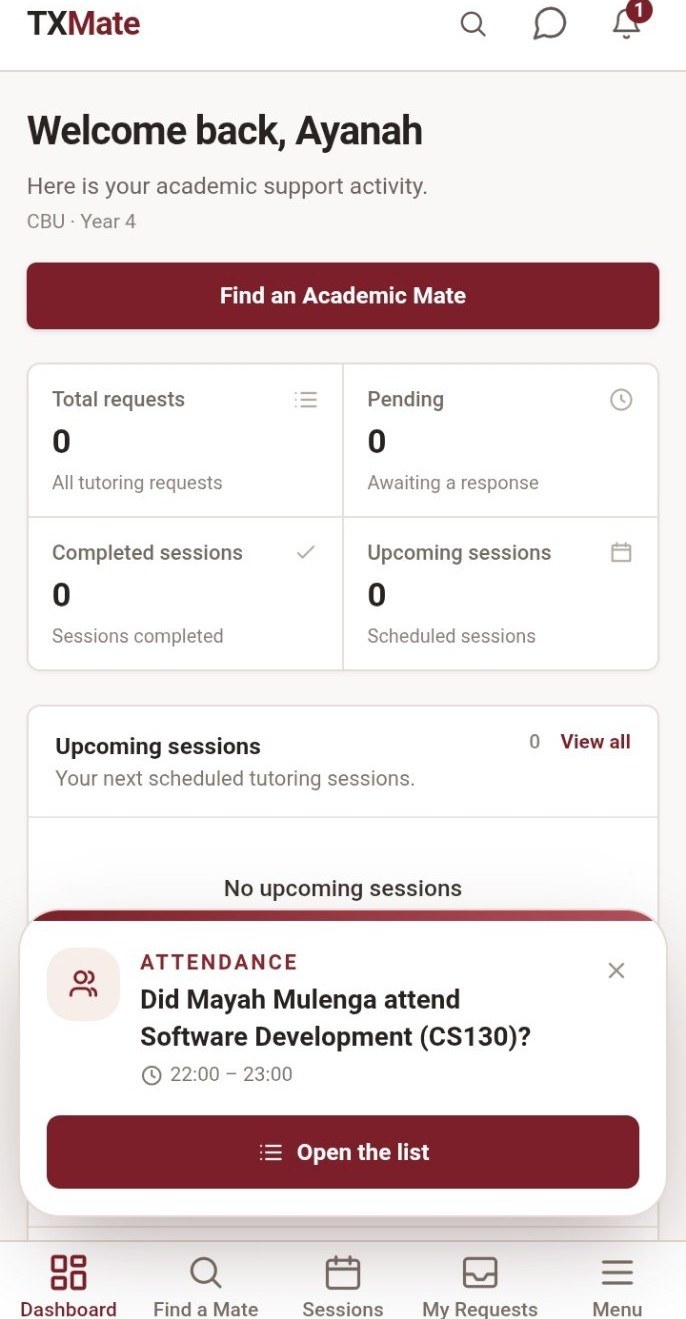 TXMate
1
Welcome back, Ayanah
Here is your academic support activity.
CBU · Year 4
Find an Academic Mate
Total requests
0
All tutoring requests
Pending
0
Awaiting a response
Completed sessions
0
Sessions completed
Upcoming sessions
0
Scheduled sessions
Upcoming sessions
0 View all
Your next scheduled tutoring sessions.
No upcoming sessions
ATTENDANCE
Did Mayah Mulenga attend
Software Development (CS130)?
22:00 – 23:00
Open the list
Dashboard
Find a Mate
Sessions
My Requests
Menu